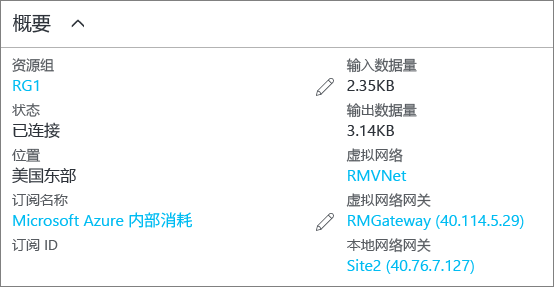 概要
资源组
RG1
状态
已连接
位置
美国东部
订阅名称
Microsoft Azure 内部消耗
订阅 ID
输入数据量
2.35KB
输出数据量
3.14KB
虚拟网络
RMVNet
虚拟网络网关
RMGateway (40.114.5.29)
本地网络网关
Site2 (40.76.7.127)